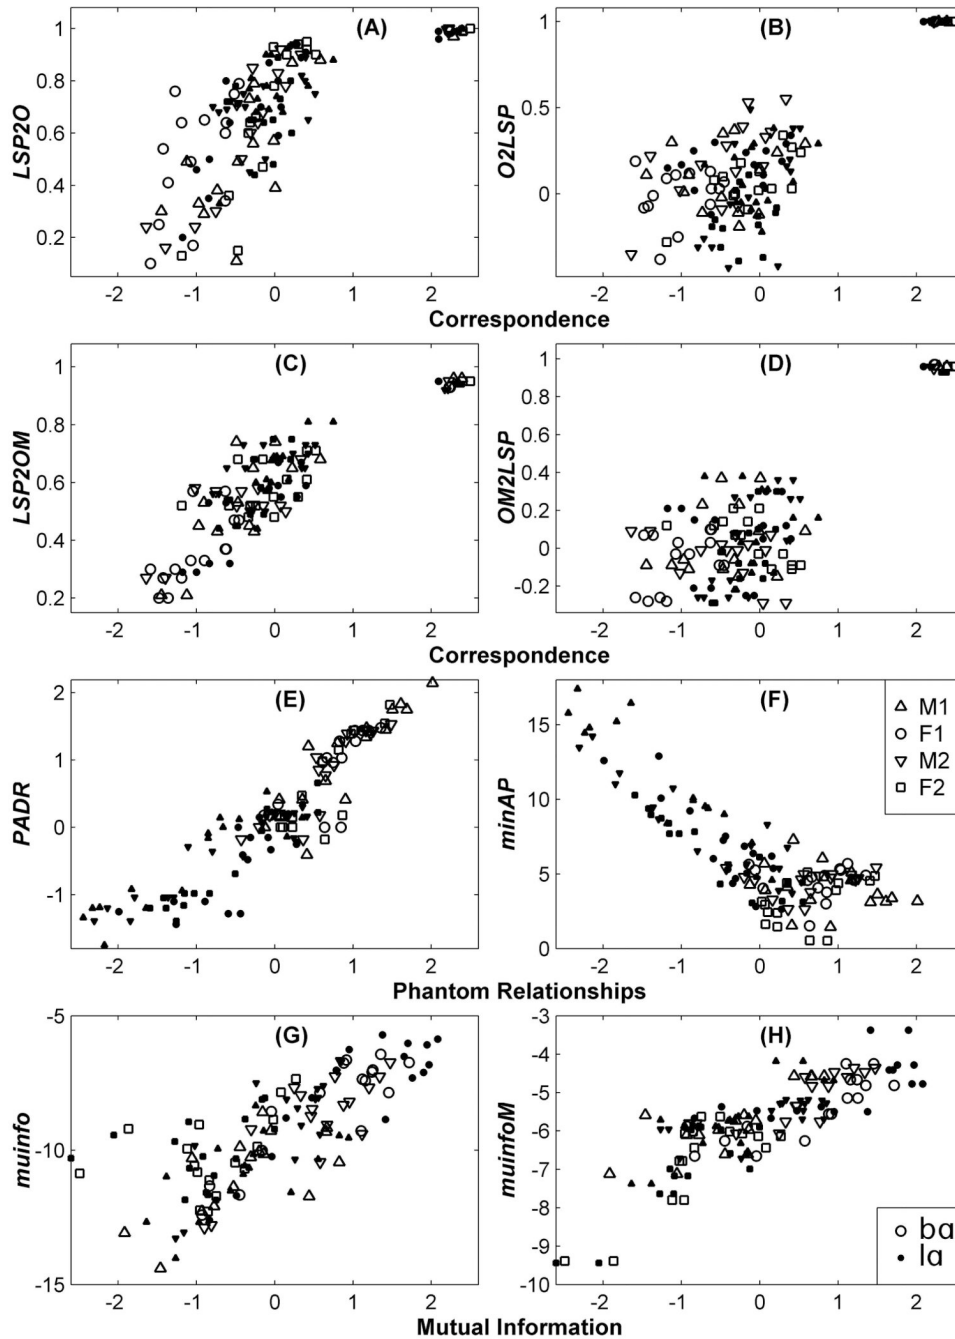 (A)
LSP2O
1
0.8
0.6
0.4
0.2
-2 -1 0 1 2
(B)
O2LSP
1
0.5
0
-2 -1 0 1 2
Correspondence
(C)
LSP2OM
1
0.8
0.6
0.4
0.2
-2 -1 0 1 2
(D)
OM2LSP
1
0.8
0.6
0.4
0.2
0
-0.2
-2 -1 0 1 2
Correspondence
(E)
PADR
2
1
0
-1
-2 -1 0 1 2
(F)
minAP
15
10
5
0
-2 -1 0 1 2
M1
F1
M2
F2
Phantom Relationships
(G)
muinfo
-5
-10
-15
-2 -1 0 1 2
(H)
muinfoM
-3
-4
-5
-6
-7
-8
-9
-10
-2 -1 0 1 2
ba
la
Mutual Information